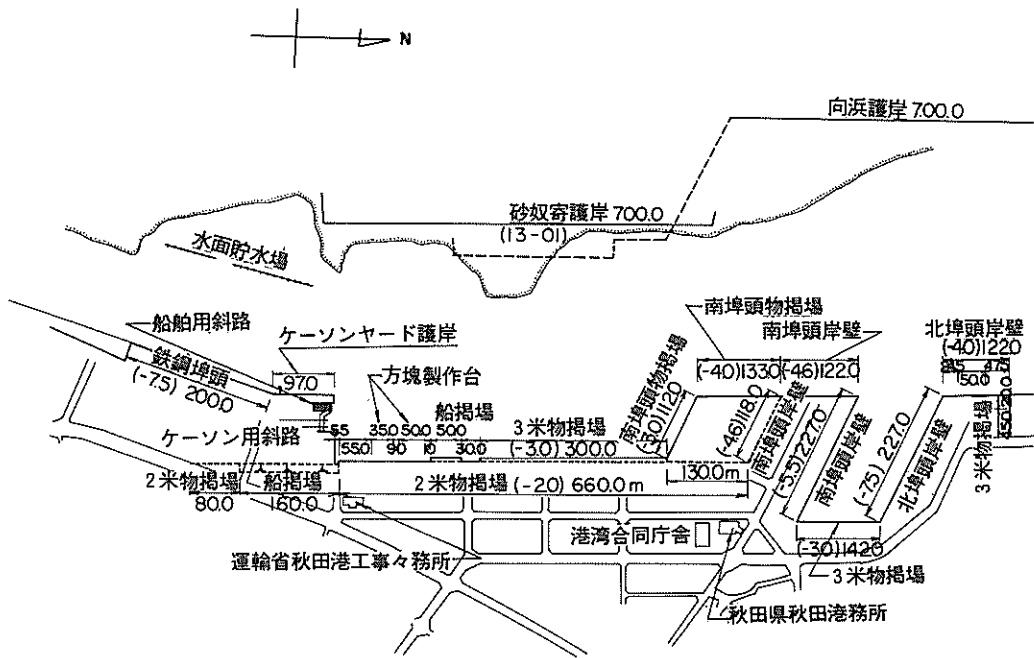 N
向浜護岸 700.0
砂奴寄護岸 700.0
(13-01)
水面貯水場
船舶用斜路
ケーソンヤード護岸
鉄鋼埠頭
(-7.5) 200.0
97.0
方塊製作台
ケーソン用斜路
船揚場
55 35.0 50.0 50.0
55.0 90 10 30.0
3米物揚場
(-3.0) 300.0
南埠頭物揚場
(-3.0) 112.0
南埠頭物揚場
(-4.0) 133.0
南埠頭岸壁
(-4.6) 122.0
(-4.6) 118.0
南埠頭岸壁
(-5.5) 227.0
南埠頭岸壁
(-7.5) 227.0
北埠頭岸壁
北埠頭岸壁
(-4.0) 122.0
50.0
45.0 20.0
3米物揚場
130.0m
2米物揚場
80.0
船揚場
160.0
2米物揚場 (-2.0) 660.0m
港湾合同庁舎
運輸省秋田港工事々務所
(-3.0) 142.0
3米物揚場
秋田県秋田港務所